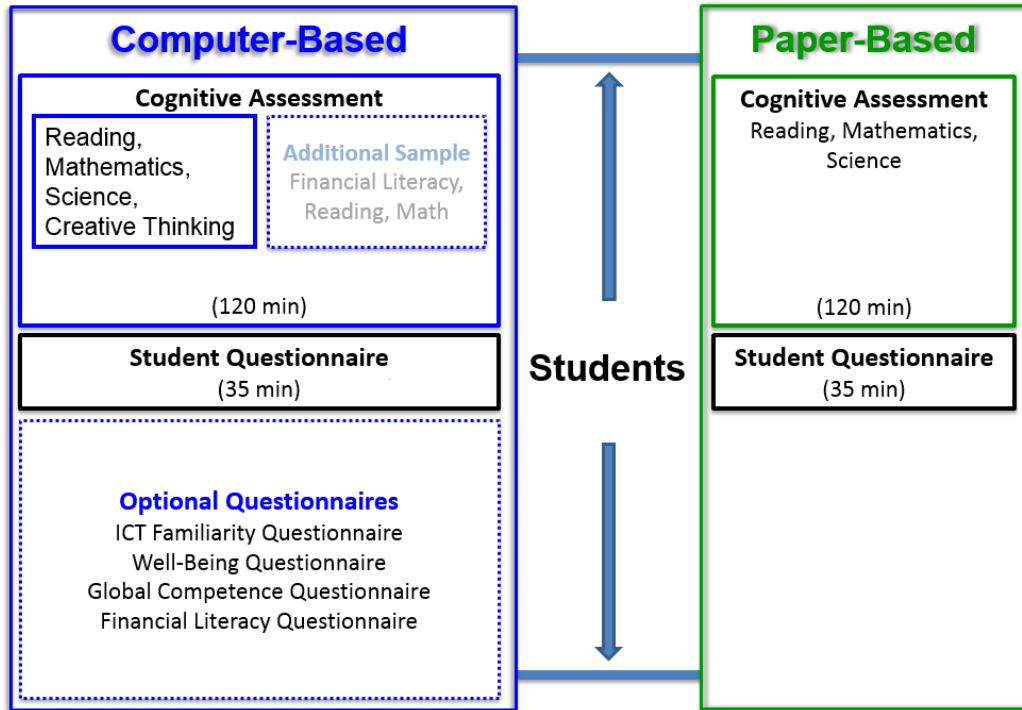 Computer-Based
Cognitive Assessment
Reading,
Mathematics,
Science,
Creative Thinking
Additional Sample
Financial Literacy,
Reading, Math
(120 min)
Student Questionnaire
(35 min)
Optional Questionnaires
ICT Familiarity Questionnaire
Well-Being Questionnaire
Global Competence Questionnaire
Financial Literacy Questionnaire
Students
Paper-Based
Cognitive Assessment
Reading, Mathematics,
Science
(120 min)
Student Questionnaire
(35 min)